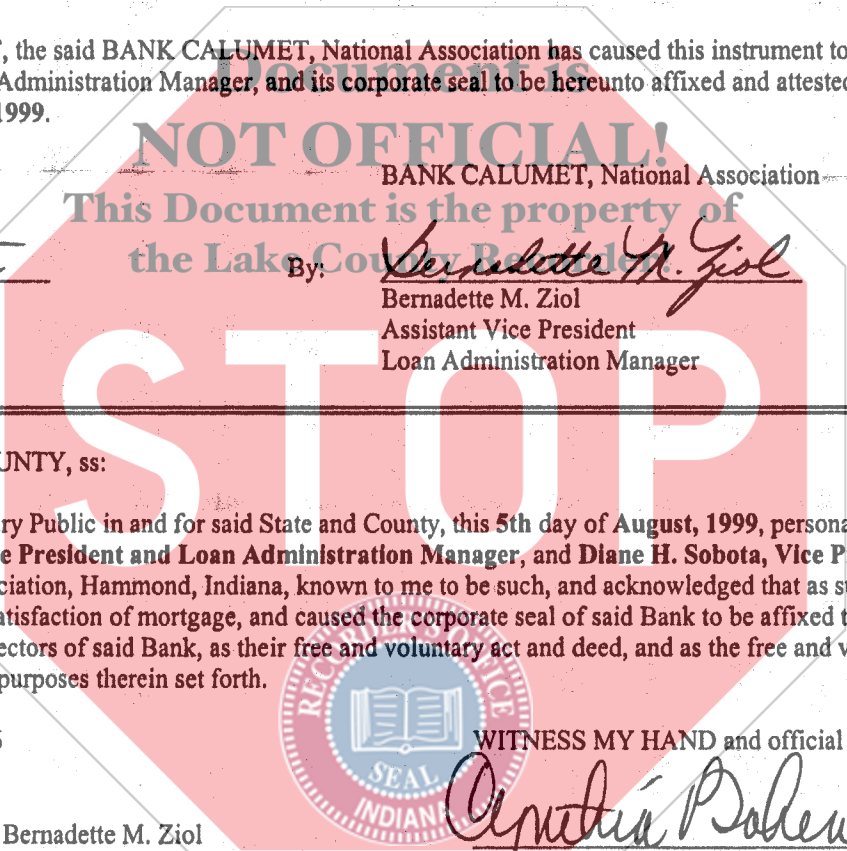 , the said BANK CALUMET, National Association has caused this instrument to
Administration Manager, and its corporate seal to be hereunto affixed and attested
1999.
Document is
NOT OFFICIAL!
This Document is the property of
the Lake County Recorder!
BANK CALUMET, National Association
By: Bernadette M. Ziol
Bernadette M. Ziol
Assistant Vice President
Loan Administration Manager
STOP
UNTY, ss:
ry Public in and for said State and County, this 5th day of August, 1999, persona
e President and Loan Administration Manager, and Diane H. Sobota, Vice P
ciation, Hammond, Indiana, known to me to be such, and acknowledged that as s
atisfaction of mortgage, and caused the corporate seal of said Bank to be affixed t
ectors of said Bank, as their free and voluntary act and deed, and as the free and v
purposes therein set forth.
RECORDER'S OFFICE
SEAL
INDIANA
WITNESS MY HAND and official
Cynthia
Bernadette M. Ziol